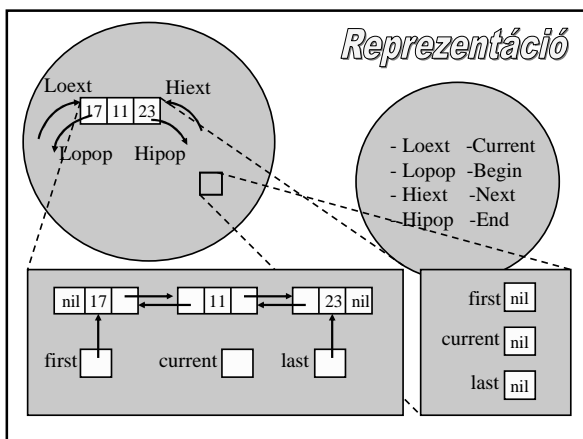 Reprezentáció
Loext Hiext
17 11 23
Lopop Hipop
- Loext -Current
- Lopop -Begin
- Hiext -Next
- Hipop -End
nil 17 11 23 nil
first current last
first nil
current nil
last nil